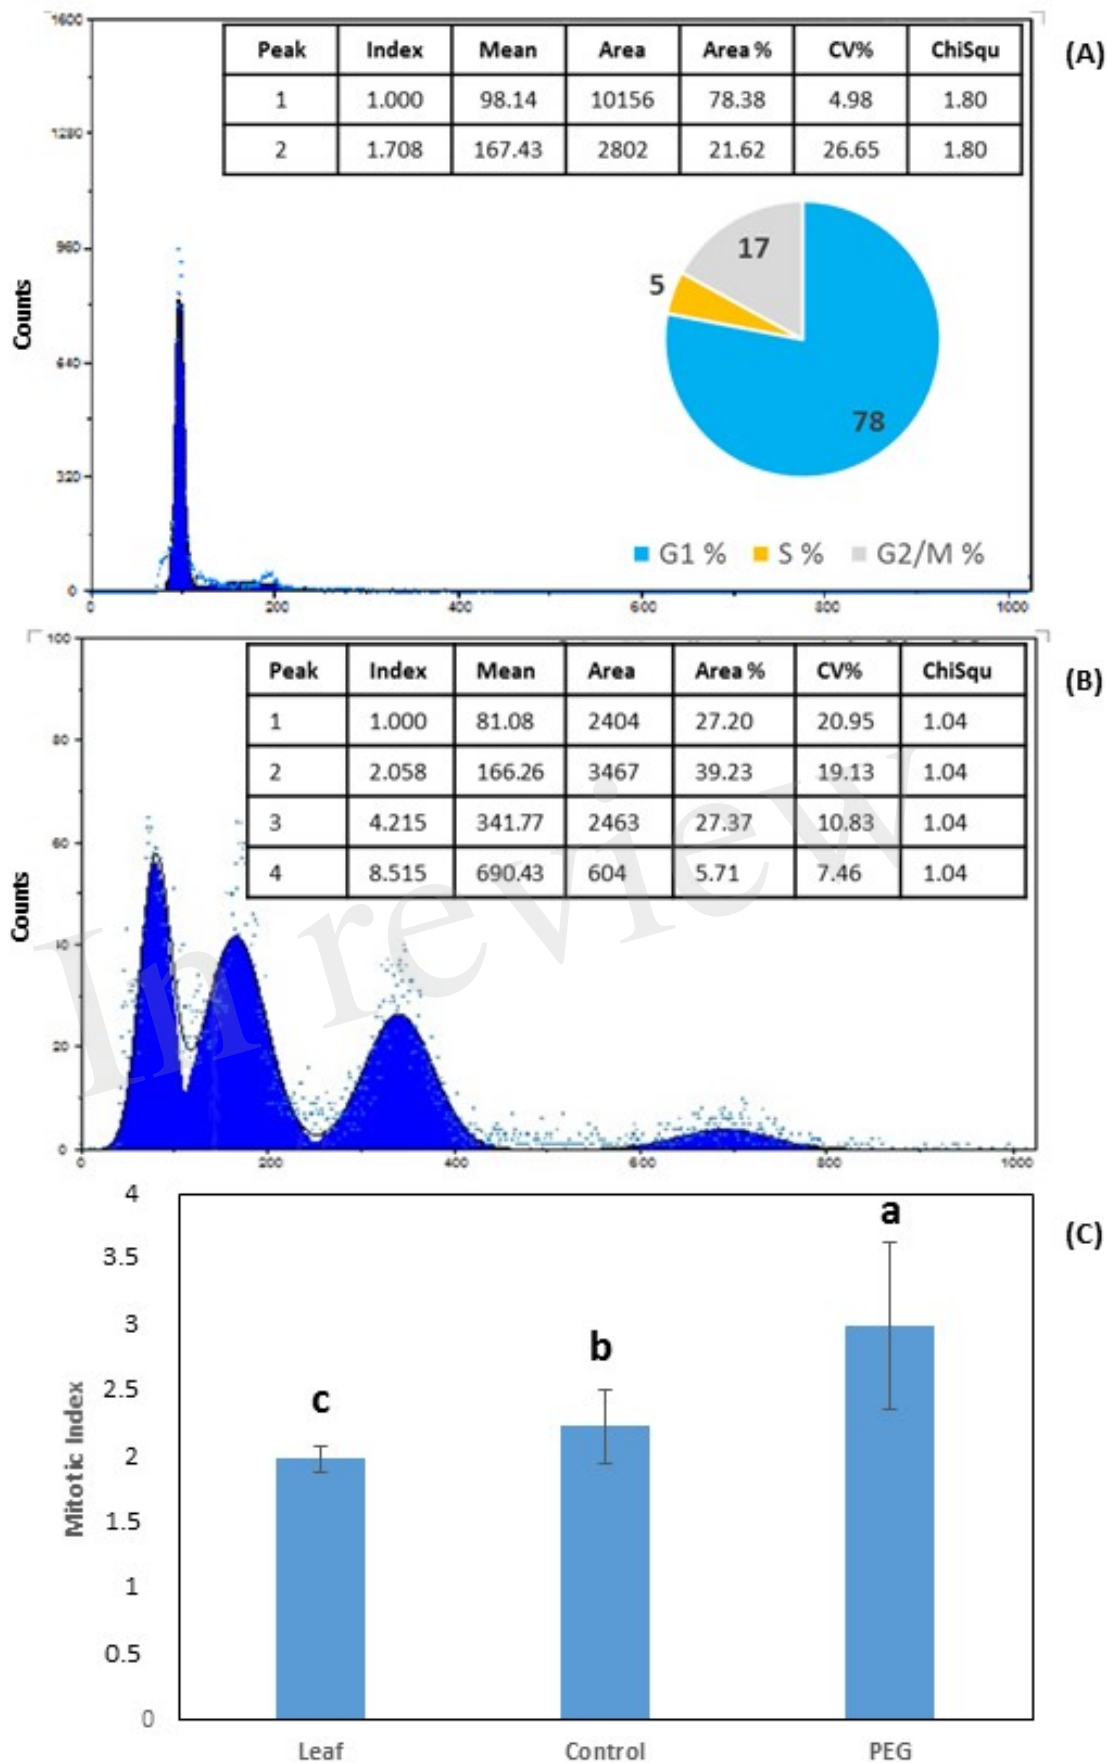 (A)
Peak Index Mean Area Area % CV% ChiSqu
1 1.000 98.14 10156 78.38 4.98 1.80
2 1.708 167.43 2802 21.62 26.65 1.80
1600
1280
960
640
320
0
Counts
17
5
78
G1 % S % G2/M %
0 200 400 600 800 1000
(B)
Peak Index Mean Area Area % CV% ChiSqu
1 1.000 81.08 2404 27.20 20.95 1.04
2 2.058 166.26 3467 39.23 19.13 1.04
3 4.215 341.77 2463 27.37 10.83 1.04
4 8.515 690.43 604 5.71 7.46 1.04
100
80
60
40
20
0
Counts
In review
0 200 400 600 800 1000
(C)
4
3.5
3
2.5
2
1.5
1
0.5
0
Mitotic Index
c
b
a
Leaf Control PEG